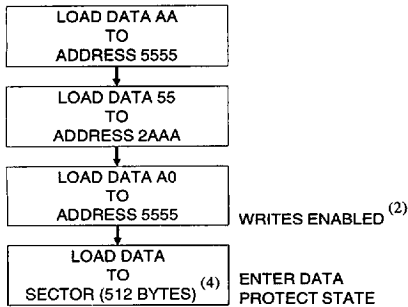 LOAD DATA AA
TO
ADDRESS 5555
LOAD DATA 55
TO
ADDRESS 2AAA
LOAD DATA A0
TO
ADDRESS 5555
WRITES ENABLED (2)
LOAD DATA
TO
SECTOR (512 BYTES) (4)
ENTER DATA
PROTECT STATE